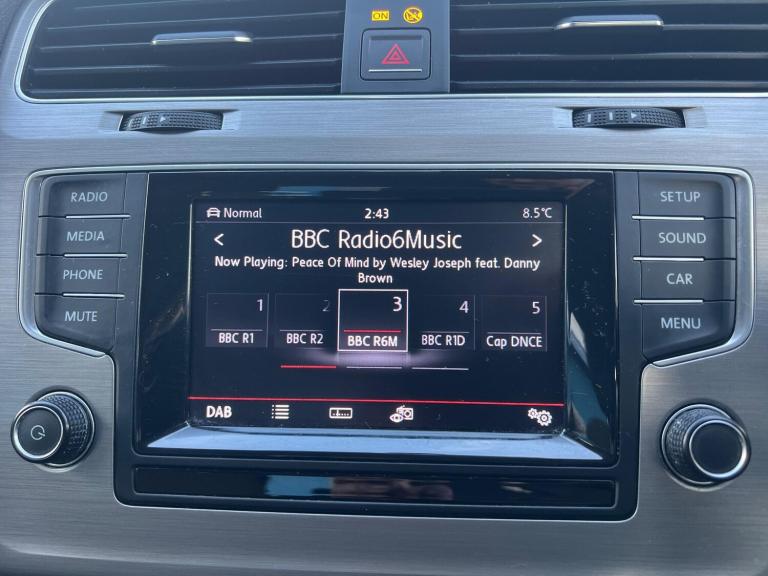 ON
RADIO
MEDIA
PHONE
MUTE
Normal
2:43
8.5°C
< BBC Radio6Music >
Now Playing: Peace Of Mind by Wesley Joseph feat. Danny
Brown
1 2 3 4 5
BBC R1 BBC R2 BBC R6M BBC R1D Cap DNCE
DAB
SETUP
SOUND
CAR
MENU